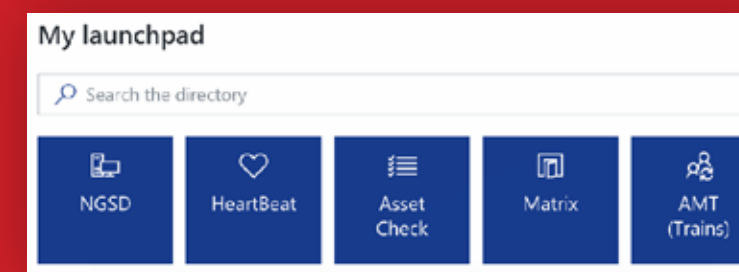 My launchpad
Search the directory
NGSD
HeartBeat
Asset
Check
Matrix
AMT
(Trains)